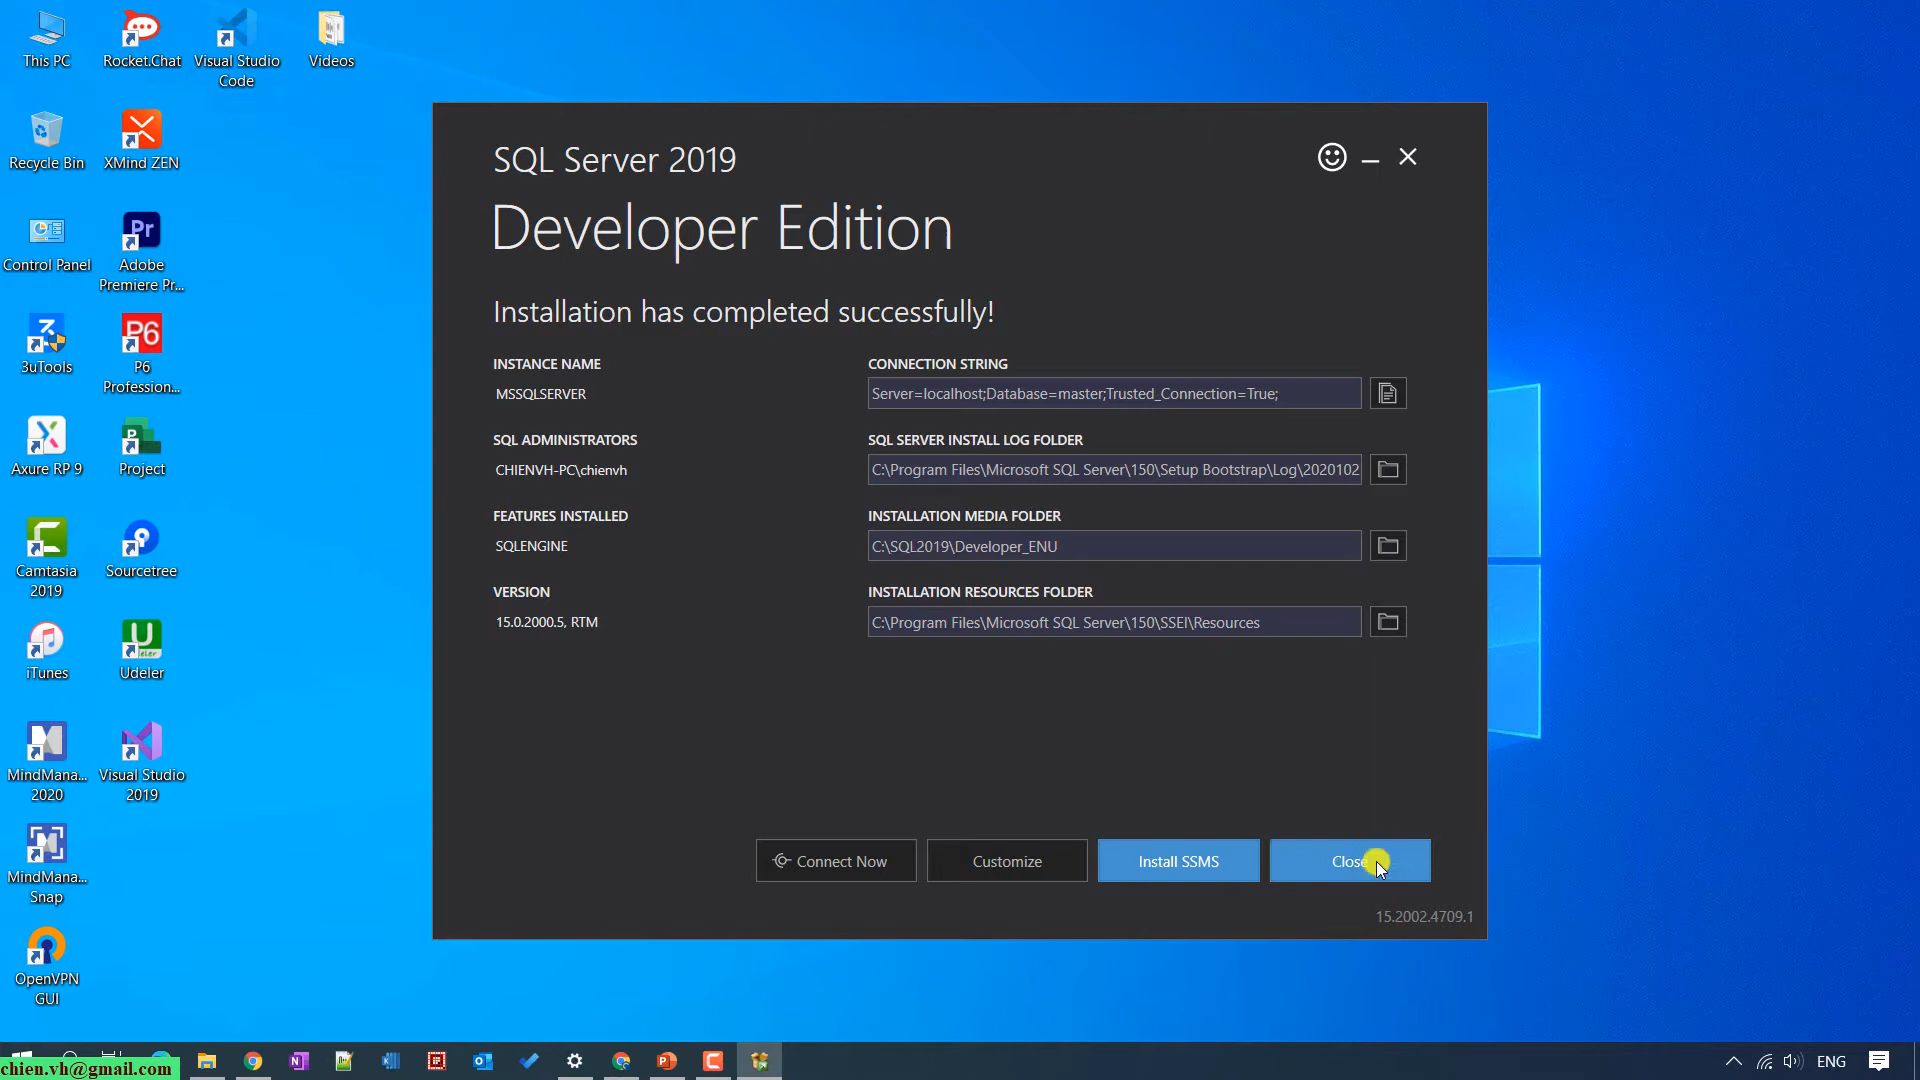 This PC
Rocket.Chat
Visual Studio
Code
Videos
Recycle Bin
XMind ZEN
Control Panel
Adobe
Premiere Pr...
3uTools
P6
Profession...
Axure RP 9
Project
Camtasia
2019
Sourcetree
iTunes
Udeler
MindMana...
2020
Visual Studio
2019
MindMana...
Snap
OpenVPN
GUI
SQL Server 2019
Developer Edition
Installation has completed successfully!
INSTANCE NAME
MSSQLSERVER
CONNECTION STRING
Server=localhost;Database=master;Trusted_Connection=True;
SQL ADMINISTRATORS
CHIENVH-PC\chienvh
SQL SERVER INSTALL LOG FOLDER
C:\Program Files\Microsoft SQL Server\150\Setup Bootstrap\Log\2020102
FEATURES INSTALLED
SQLENGINE
INSTALLATION MEDIA FOLDER
C:\SQL2019\Developer_ENU
VERSION
15.0.2000.5, RTM
INSTALLATION RESOURCES FOLDER
C:\Program Files\Microsoft SQL Server\150\SSEI\Resources
Connect Now
Customize
Install SSMS
Close
15.2002.4709.1
chien.vh@gmail.com
ENG